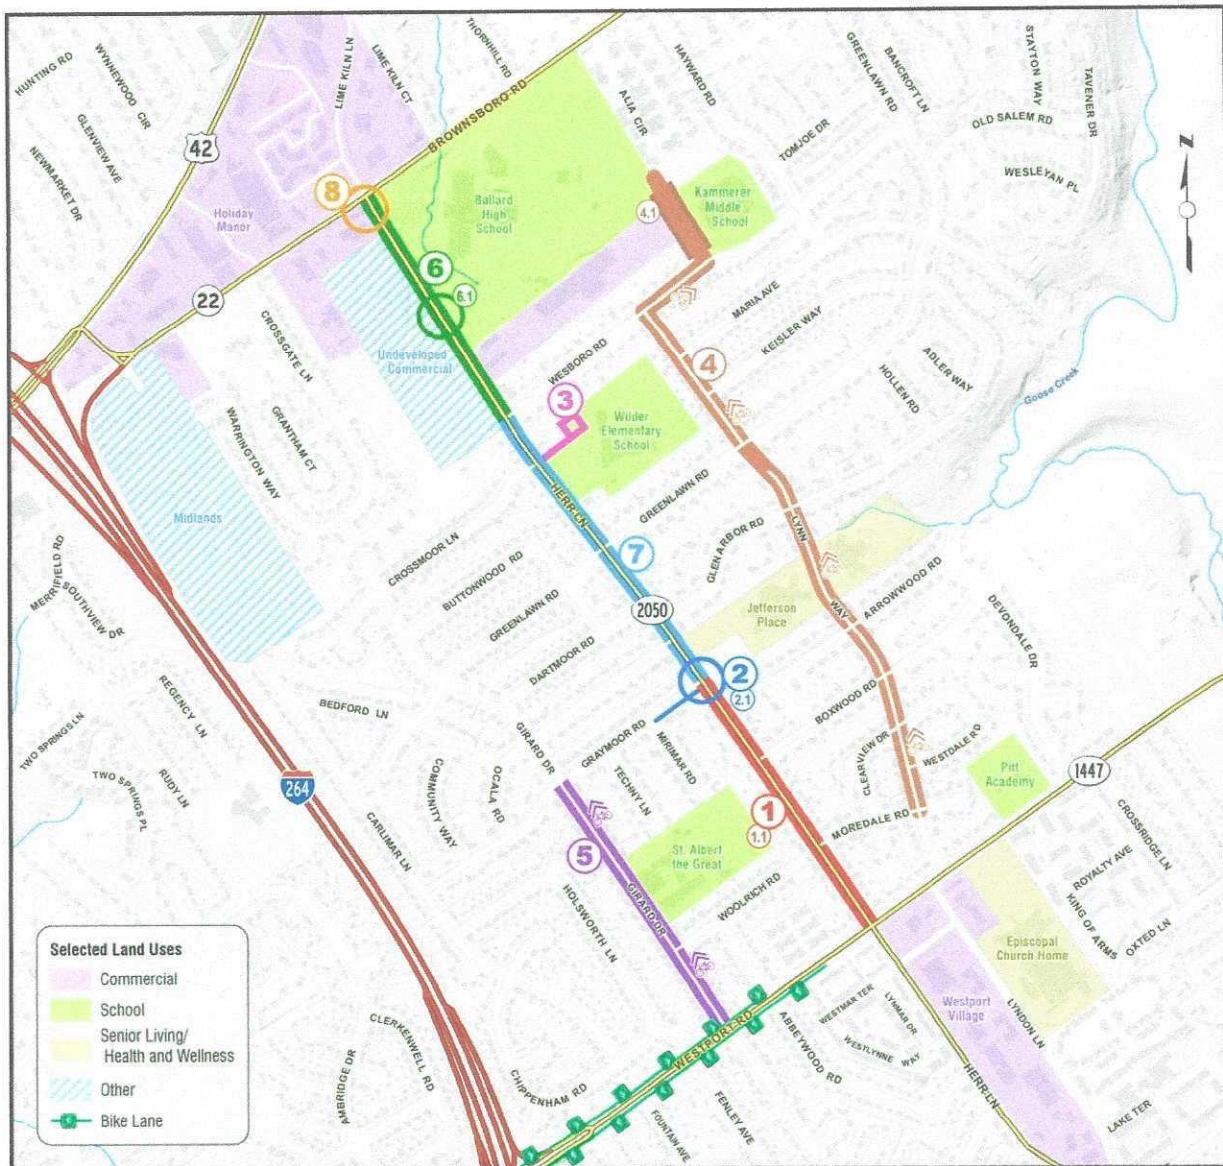 HUNTING RD
WYNNEWOOD CIR
GLENVIEW AVE
NEWMARKET DR
42
LIME KILN LN
LIME KILN CT
THORNHILL RD
BROWNSBORO RD
HAYWARD RD
ALIA CIR
GREENLAWN RD
BANCROFT LN
STAYTON WAY
TAVENER DR
OLD SALEM RD
WESLEYAN PL
TOMJOE DR
Z
8
Holiday
Manor
Ballard
High
School
4.1
Kammerer
Middle
School
6
6.1
22
CROSSGATE LN
Undeveloped
Commercial
WESBORO RD
MARIA AVE
KEISLER WAY
ADLER WAY
HOLLEN RD
Goose Creek
4
3
Wilder
Elementary
School
GRANTHAM CT
WARRINGTON WAY
Midlands
HERR LN
GREENLAWN RD
GLEN ARBOR RD
LYNN
WAY
CROSSMOOR LN
BUTTONWOOD RD
GREENLAWN RD
DARTMOOR RD
7
2050
Jefferson
Place
ARROWWOOD RD
DEVONDALE DR
MERRIFIELD RD
SOUTHVIEW DR
REGENCY LN
TWO SPRINGS LN
TWO SPRINGS PL
RUDY LN
264
CARLIMAR LN
BEDFORD LN
COMMUNITY WAY
OCALA RD
GIRARD DR
GRAYMOOR RD
TECHNY LN
MIRIMAR RD
2
2.1
BOXWOOD RD
CLEARVIEW DR
WESTDALE RD
Pitt
Academy
1447
1
1.1
MOREDALE RD
CROSSRIDGE LN
ROYALTY AVE
KING OF ARMS
OXTED LN
St. Albert
the Great
5
GIRARD DR
HOLSWORTH LN
WOOLRICH RD
Episcopal
Church Home
Westport
Village
LYNDON LN
HERR LN
LAKE TER
WESTMAR TER
LYNMAR DR
WESTLYNNE WAY
ABBEYWOOD RD
WESTPORT RD
FENLEY AVE
FOUNTAIN AVE
CHIPPENHAM RD
CLERKENWELL RD
AMBRIDGE DR
Selected Land Uses
Commercial
School
Senior Living/
Health and Wellness
Other
Bike Lane